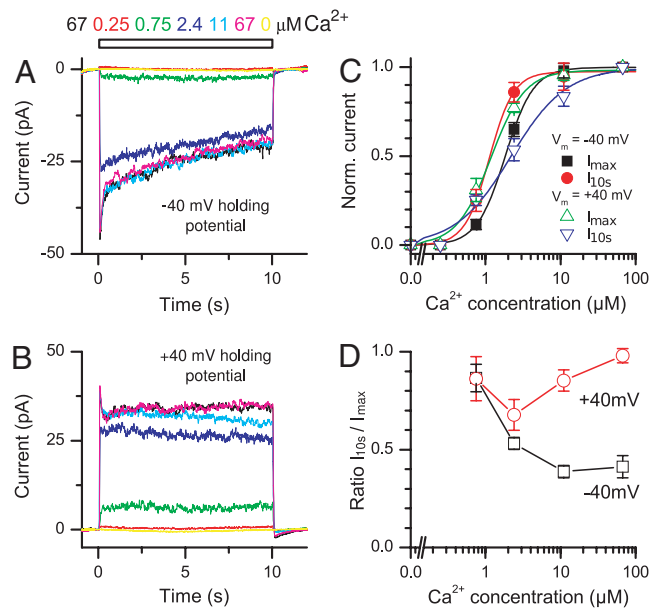 67 0.25 0.75 2.4 11 67 0 μM Ca²⁺
A
Current (pA)
0
-25
-50
-40 mV holding
potential
0 5 10
Time (s)
B
Current (pA)
50
25
0
+40 mV holding
potential
0 5 10
Time (s)
C
Norm. current
1.0
0.5
0.0
Vₘ = -40 mV
Iₘₐₓ
I₁₀ₛ
Vₘ = +40 mV
Iₘₐₓ
I₁₀ₛ
0.0 1 10 100
Ca²⁺ concentration (μM)
D
Ratio I₁₀ₛ / Iₘₐₓ
1.0
0.5
0.0
+40mV
-40mV
0.0 1 10 100
Ca²⁺ concentration (μM)